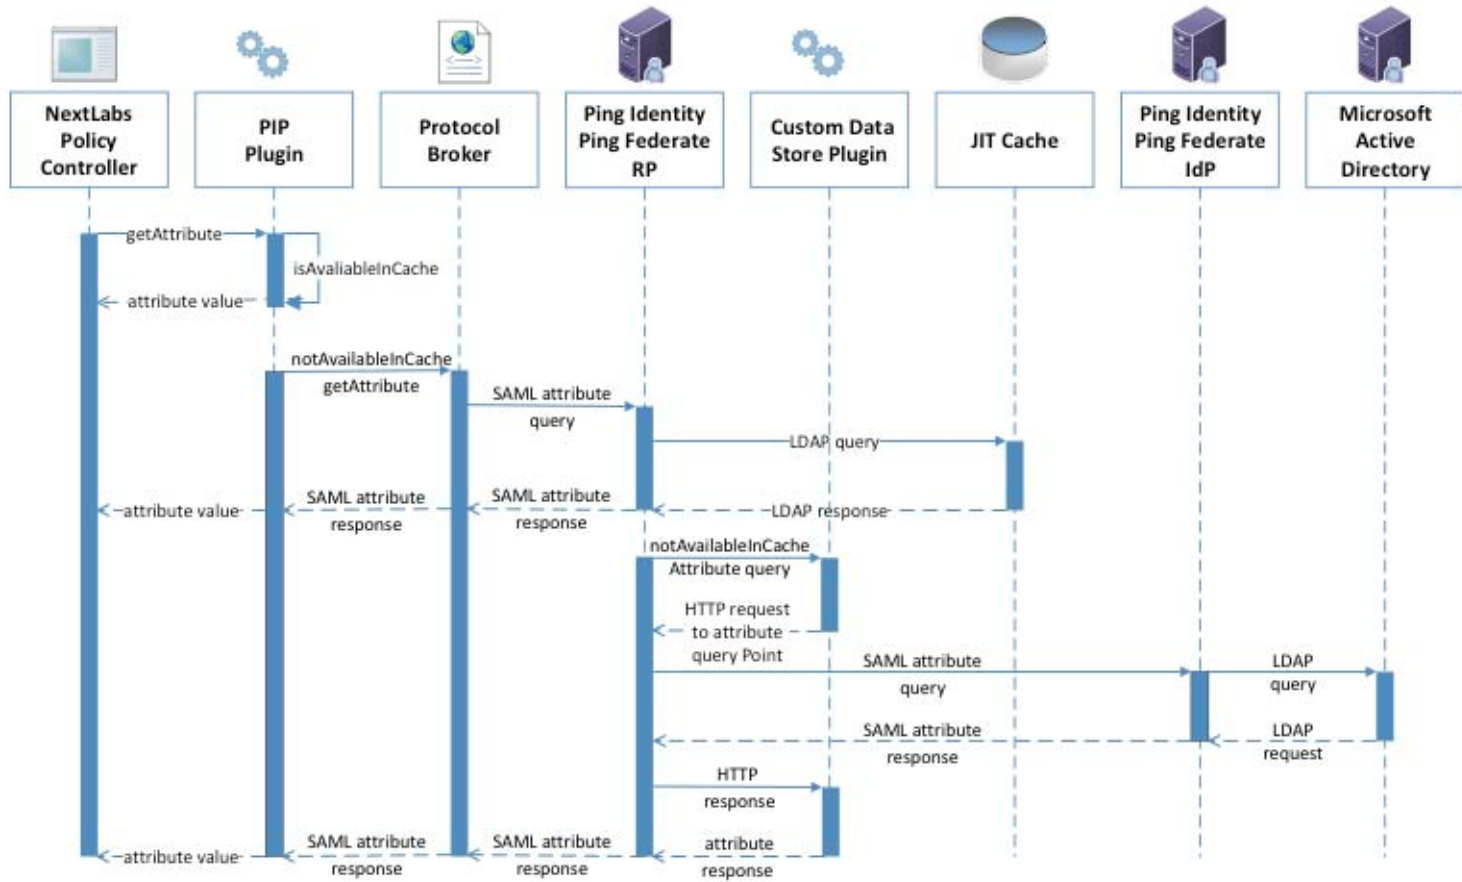 NextLabs
Policy
Controller
PIP
Plugin
Protocol
Broker
Ping Identity
Ping Federate
RP
Custom Data
Store Plugin
JIT Cache
Ping Identity
Ping Federate
IdP
Microsoft
Active
Directory
getAttribute
isAvaliableInCache
attribute value
notAvailableInCache
getAttribute
SAML attribute
query
LDAP query
attribute value
SAML attribute
response
SAML attribute
response
LDAP response
notAvailableInCache
Attribute query
HTTP request
to attribute
query Point
SAML attribute
query
LDAP
query
SAML attribute
response
LDAP
request
HTTP
response
attribute value
SAML attribute
response
SAML attribute
response
attribute
response